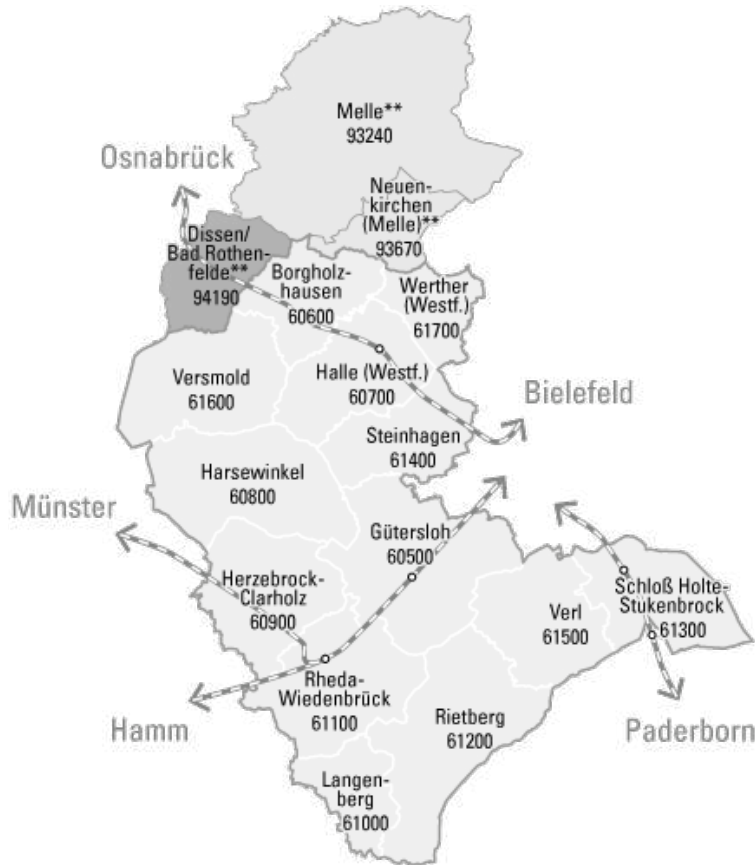 Melle**
93240
Osnabrück
Neuen-
kirchen
(Melle)**
93670
Dissen/
Bad Rothen-
felde**
94190
Borgholz-
hausen
60600
Werther
(Westf.)
61700
Versmold
61600
Halle (Westf.)
60700
Bielefeld
Steinhagen
61400
Harsewinkel
60800
Münster
Gütersloh
60500
Herzebrock-
Clarholz
60900
Schloß Holte-
Stukenbrock
61300
Verl
61500
Rheda-
Wiedenbrück
61100
Hamm
Rietberg
61200
Paderborn
Langen-
berg
61000